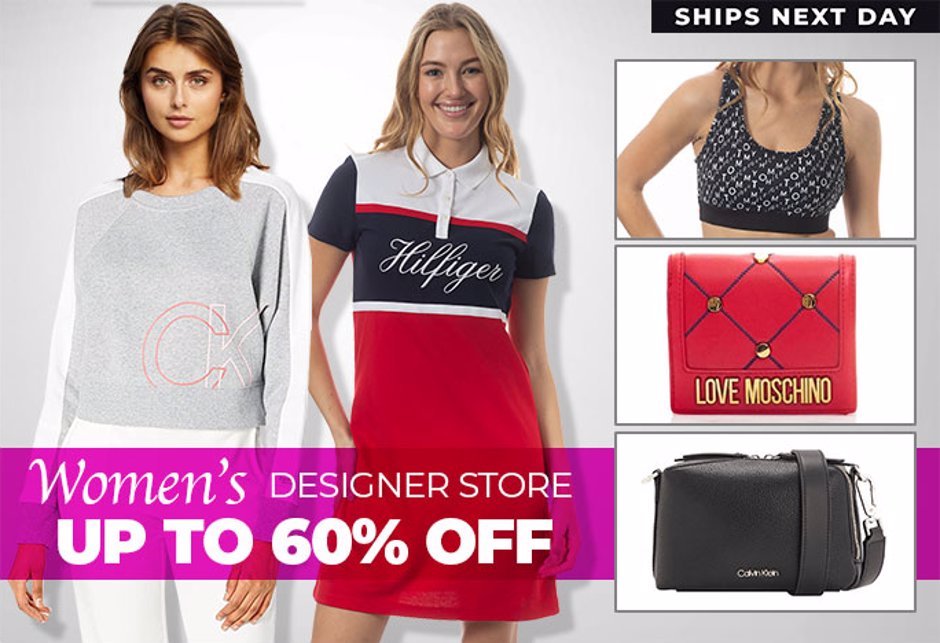 SHIPS NEXT DAY
CK
Hilfiger
LOVE MOSCHINO
Calvin Klein
Women's DESIGNER STORE
UP TO 60% OFF